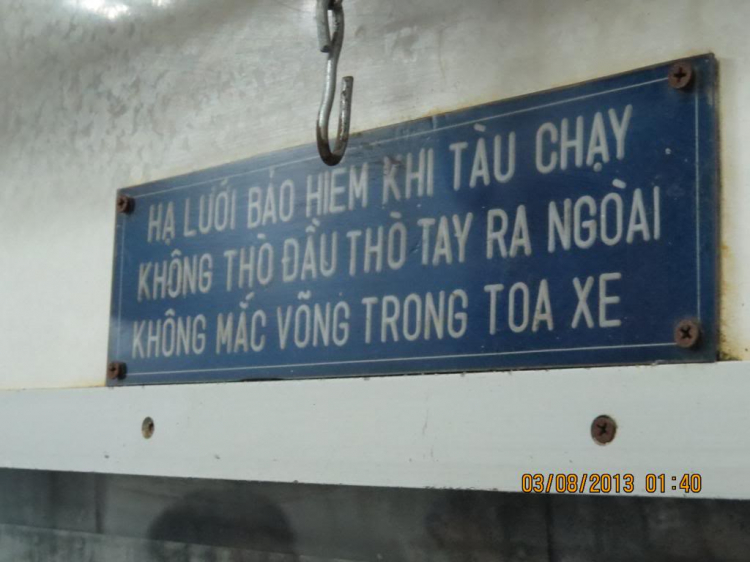 HẠ LƯỚI BẢO HIỂM KHI TÀU CHẠY
KHÔNG THÒ ĐẦU THÒ TAY RA NGÒAI
KHÔNG MẮC VÕNG TRONG TOA XE
03/08/2013 01:40